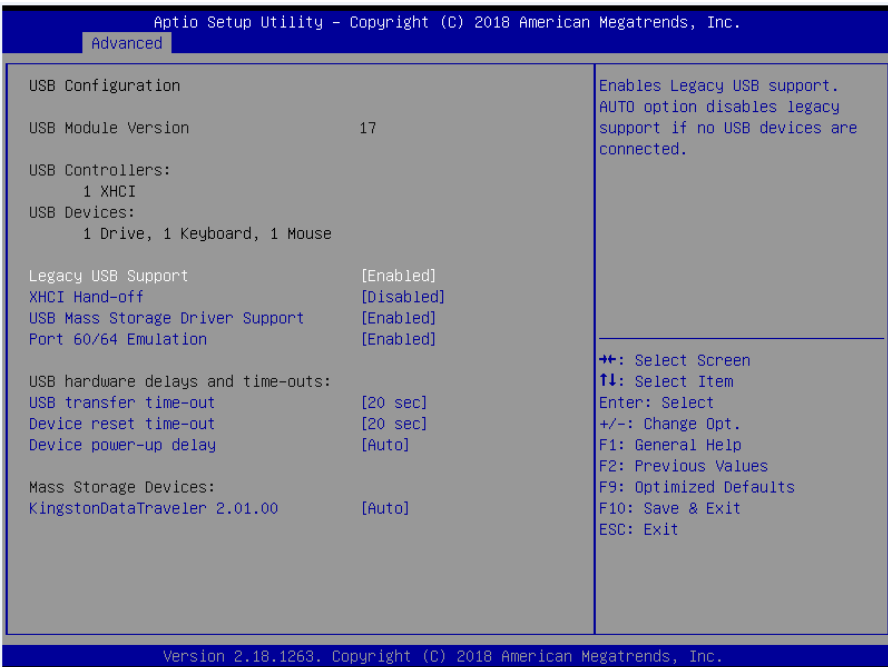 Aptio Setup Utility – Copyright (C) 2018 American Megatrends, Inc.
Advanced
USB Configuration
USB Module Version 17
USB Controllers:
1 XHCI
USB Devices:
1 Drive, 1 Keyboard, 1 Mouse
Legacy USB Support [Enabled]
XHCI Hand-off [Disabled]
USB Mass Storage Driver Support [Enabled]
Port 60/64 Emulation [Enabled]
USB hardware delays and time-outs:
USB transfer time-out [20 sec]
Device reset time-out [20 sec]
Device power-up delay [Auto]
Mass Storage Devices:
KingstonDataTraveler 2.01.00 [Auto]
Enables Legacy USB support.
AUTO option disables legacy
support if no USB devices are
connected.
→←: Select Screen
↑↓: Select Item
Enter: Select
+/-: Change Opt.
F1: General Help
F2: Previous Values
F9: Optimized Defaults
F10: Save & Exit
ESC: Exit
Version 2.18.1263. Copyright (C) 2018 American Megatrends, Inc.